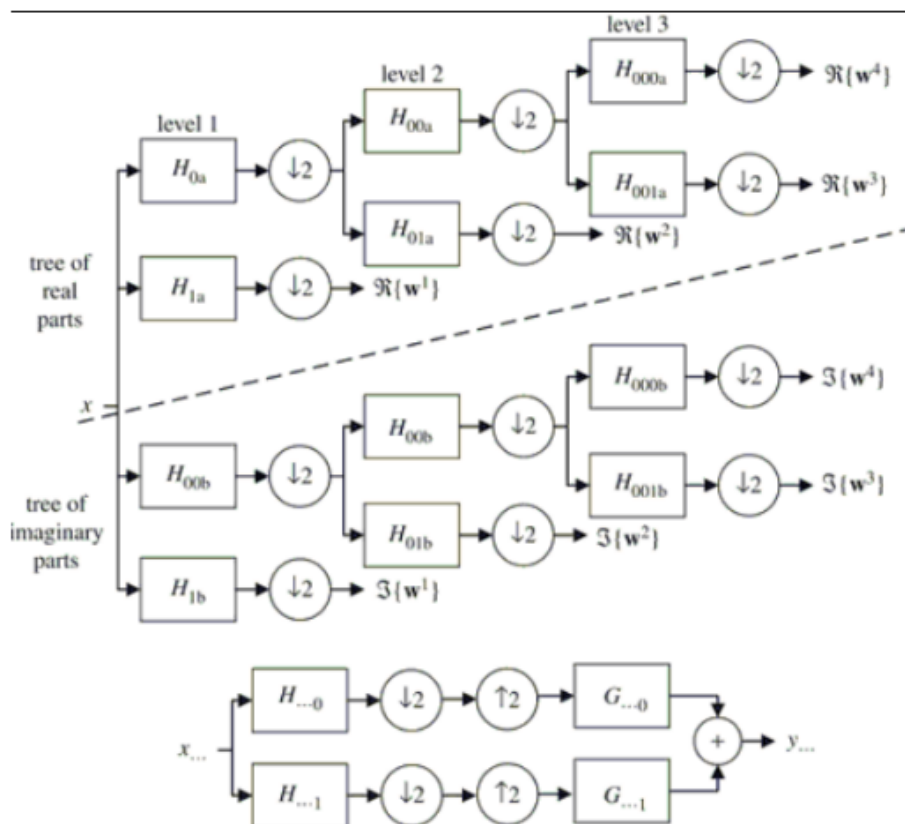 level 3
H000a ↓2 ℜ{w⁴}
level 2
H00a ↓2
level 1
H0a ↓2
H001a ↓2 ℜ{w³}
H01a ↓2 ℜ{w²}
tree of
real
parts
H1a ↓2 ℜ{w¹}
x
H000b ↓2 ℑ{w⁴}
H00b ↓2
H00b ↓2
H001b ↓2 ℑ{w³}
tree of
imaginary
parts
H01b ↓2 ℑ{w²}
H1b ↓2 ℑ{w¹}
H...0 ↓2 ↑2 G...0
x... + y...
H...1 ↓2 ↑2 G...1